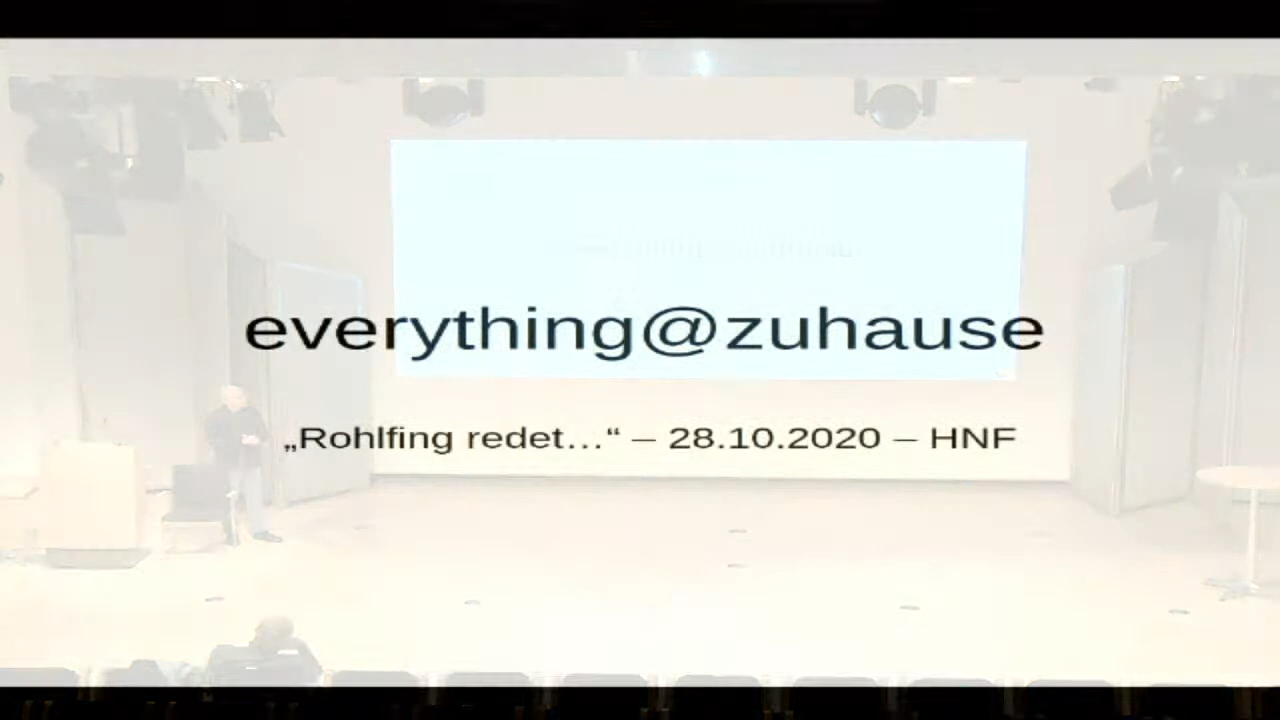 everything@zuhause
„Rohlfing redet…“ – 28.10.2020 – HNF